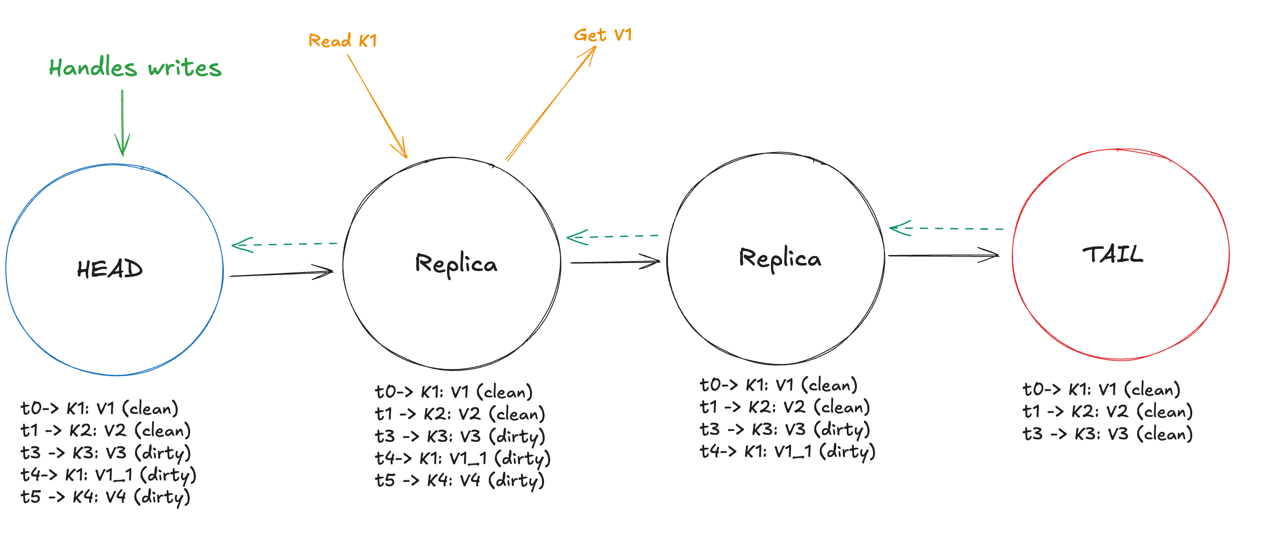 Handles writes
Read K1
Get V1
HEAD
Replica
Replica
TAIL
t0-> K1: V1 (clean)
t1 -> K2: V2 (clean)
t3 -> K3: V3 (dirty)
t4-> K1: V1_1 (dirty)
t5 -> K4: V4 (dirty)
t0-> K1: V1 (clean)
t1 -> K2: V2 (clean)
t3 -> K3: V3 (dirty)
t4-> K1: V1_1 (dirty)
t5 -> K4: V4 (dirty)
t0-> K1: V1 (clean)
t1 -> K2: V2 (clean)
t3 -> K3: V3 (dirty)
t4-> K1: V1_1 (dirty)
t0-> K1: V1 (clean)
t1 -> K2: V2 (clean)
t3 -> K3: V3 (clean)